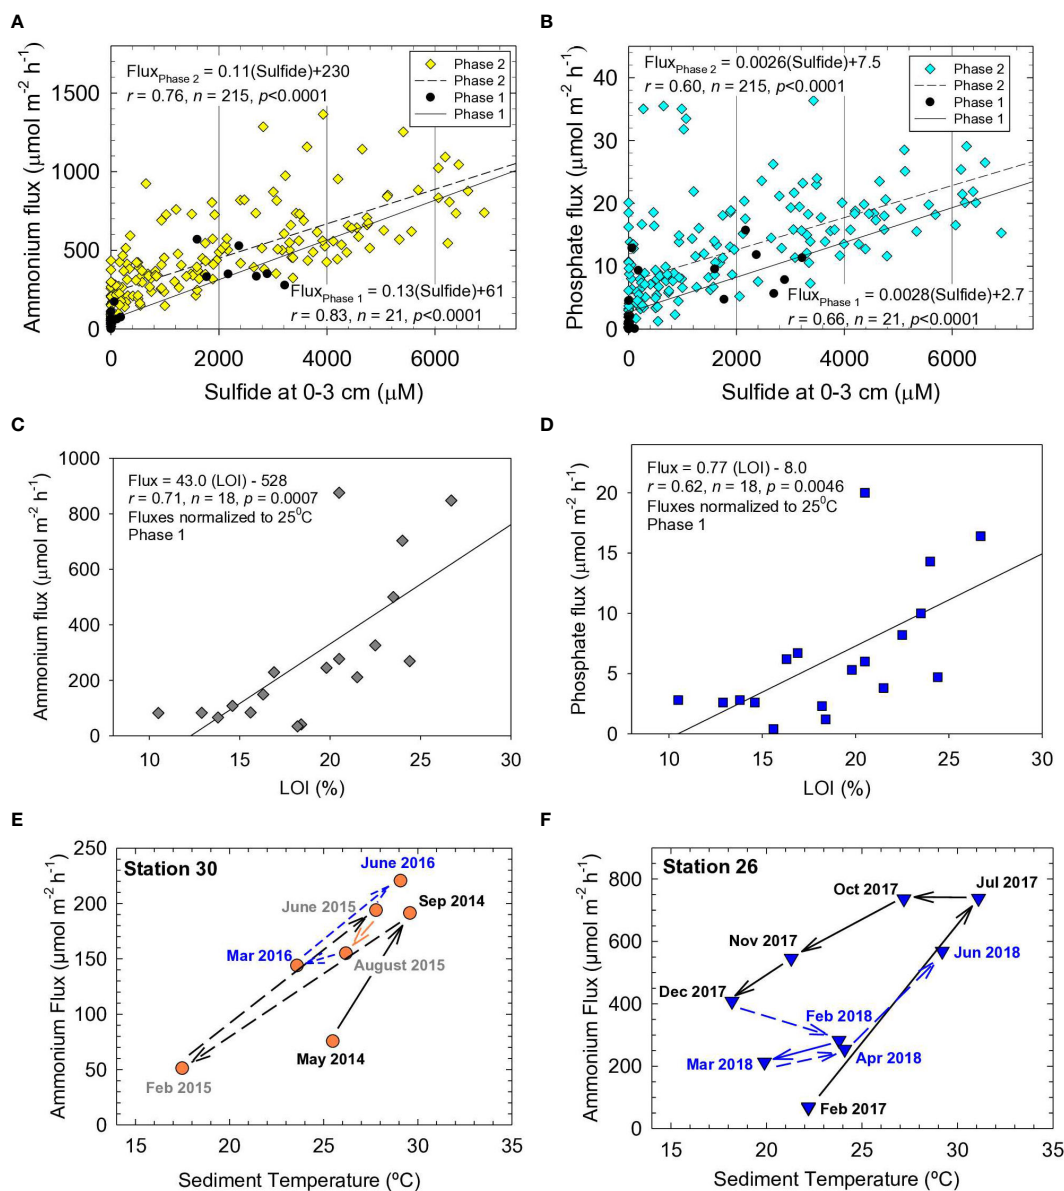 A
Flux Phase 2 = 0.11(Sulfide)+230
r = 0.76, n = 215, p<0.0001
Phase 2
Phase 2
Phase 1
Phase 1
Flux Phase 1 = 0.13(Sulfide)+61
r = 0.83, n = 21, p<0.0001
Ammonium flux (μmol m-2 h-1)
1500
1000
500
0
0 2000 4000 6000
Sulfide at 0-3 cm (μM)
B
Flux Phase 2 = 0.0026(Sulfide)+7.5
r = 0.60, n = 215, p<0.0001
Phase 2
Phase 2
Phase 1
Phase 1
Flux Phase 1 = 0.0028(Sulfide)+2.7
r = 0.66, n = 21, p<0.0001
Phosphate flux (μmol m-2 h-1)
40
30
20
10
0
0 2000 4000 6000
Sulfide at 0-3 cm (μM)
C
Flux = 43.0 (LOI) - 528
r = 0.71, n = 18, p = 0.0007
Fluxes normalized to 25⁰C
Phase 1
Ammonium flux (μmol m-2 h-1)
1000
800
600
400
200
0
10 15 20 25 30
LOI (%)
D
Flux = 0.77 (LOI) - 8.0
r = 0.62, n = 18, p = 0.0046
Fluxes normalized to 25⁰C
Phase 1
Phosphate flux (μmol m-2 h-1)
20
15
10
5
0
10 15 20 25 30
LOI (%)
E
Station 30
June 2016
June 2015
Sep 2014
Mar 2016
August 2015
May 2014
Feb 2015
Ammonium Flux (μmol m-2 h-1)
250
200
150
100
50
0
15 20 25 30 35
Sediment Temperature (ºC)
F
Station 26
Oct 2017
Jul 2017
Nov 2017
Jun 2018
Dec 2017
Feb 2018
Mar 2018
Apr 2018
Feb 2017
Ammonium Flux (μmol m-2 h-1)
800
600
400
200
0
15 20 25 30 35
Sediment Temperature (ºC)